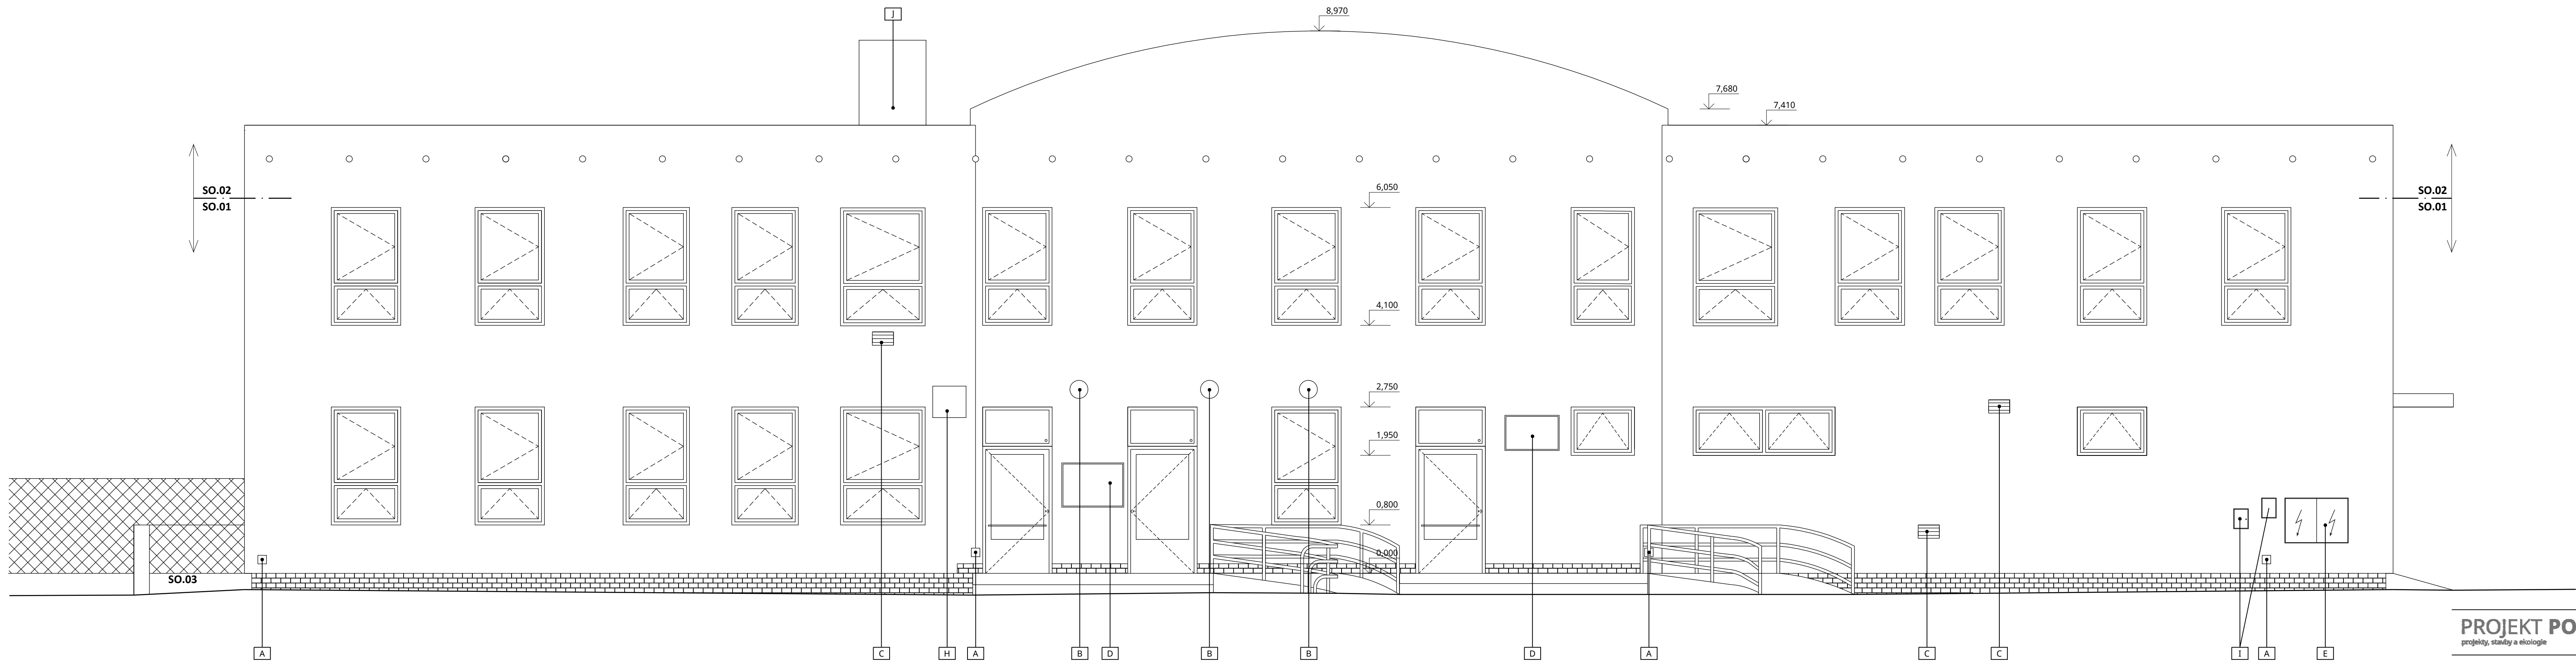 J
8,970
7,680
7,410
SO.02
SO.01
6,050
SO.02
SO.01
4,100
2,750
1,950
0,800
0,000
SO.03
PROJEKT PO
projekty, stavby a ekologie
A
C
H
A
B
D
B
B
D
A
C
C
I
A
E